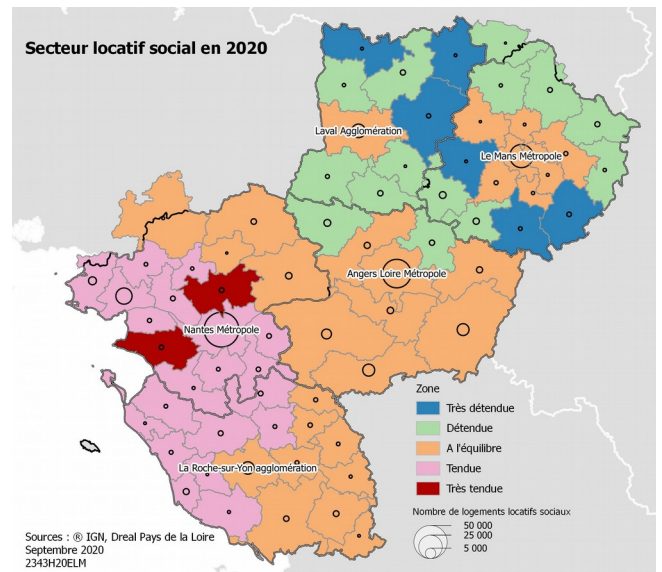 Secteur locatif social en 2020
Laval Agglomération
Le Mans Métropole
Angers Loire Métropole
Nantes Métropole
La Roche-sur-Yon agglomération
Zone
Très détendue
Détendue
A l'équilibre
Tendue
Très tendue
Nombre de logements locatifs sociaux
50 000
25 000
5 000
Sources : ® IGN, Dreal Pays de la Loire
Septembre 2020
2343H20ELM